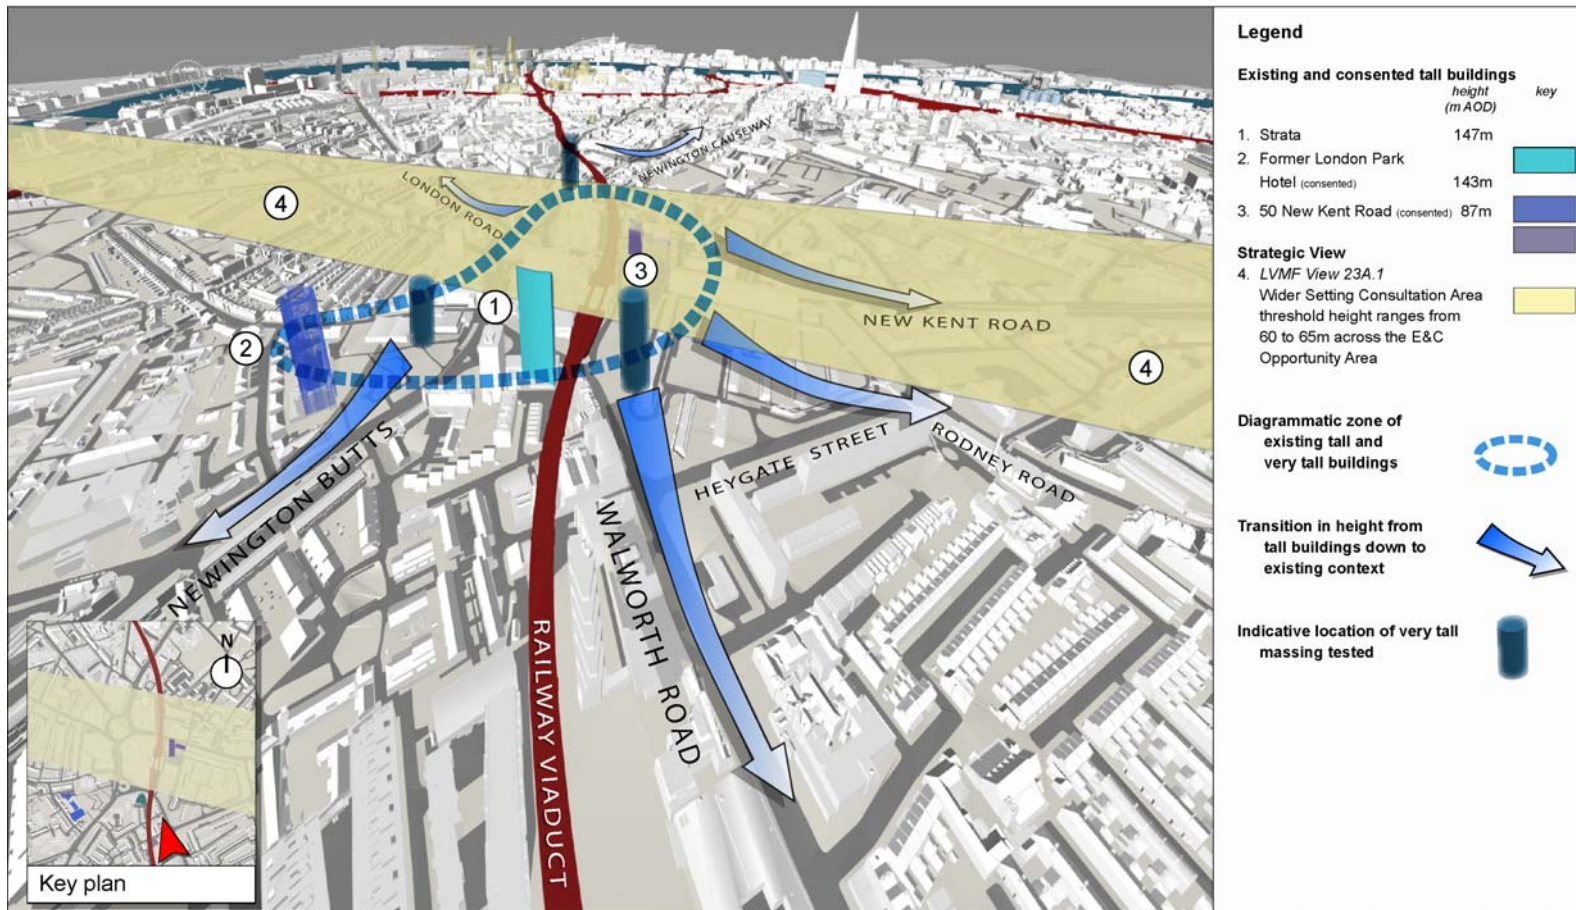 NEWINGTON CAUSEWAY
LONDON ROAD
4
3
1
2
NEW KENT ROAD
4
HEYGATE STREET
RODNEY ROAD
NEWINGTON BUTTS
WALWORTH ROAD
RAILWAY VIADUCT
N
Key plan
Legend
Existing and consented tall buildings
height key
(m AOD)
1. Strata 147m
2. Former London Park
Hotel (consented) 143m
3. 50 New Kent Road (consented) 87m
Strategic View
4. LVMF View 23A.1
Wider Setting Consultation Area
threshold height ranges from
60 to 65m across the E&C
Opportunity Area
Diagrammatic zone of
existing tall and
very tall buildings
Transition in height from
tall buildings down to
existing context
Indicative location of very tall
massing tested